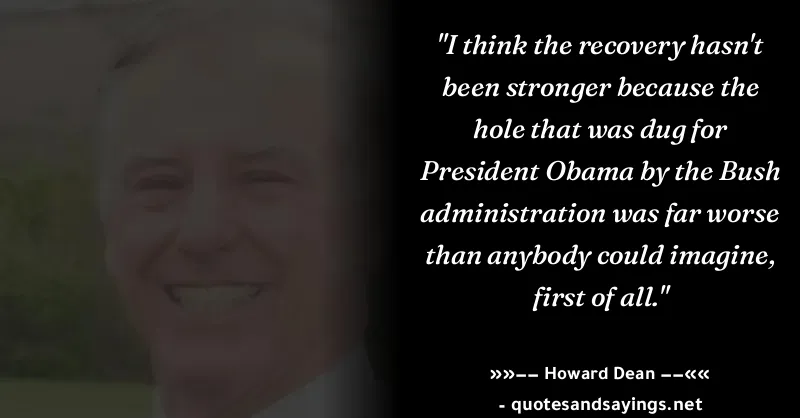 "I think the recovery hasn't
been stronger because the
hole that was dug for
President Obama by the Bush
administration was far worse
than anybody could imagine,
first of all."
»»−− Howard Dean −−««
- quotesandsayings.net